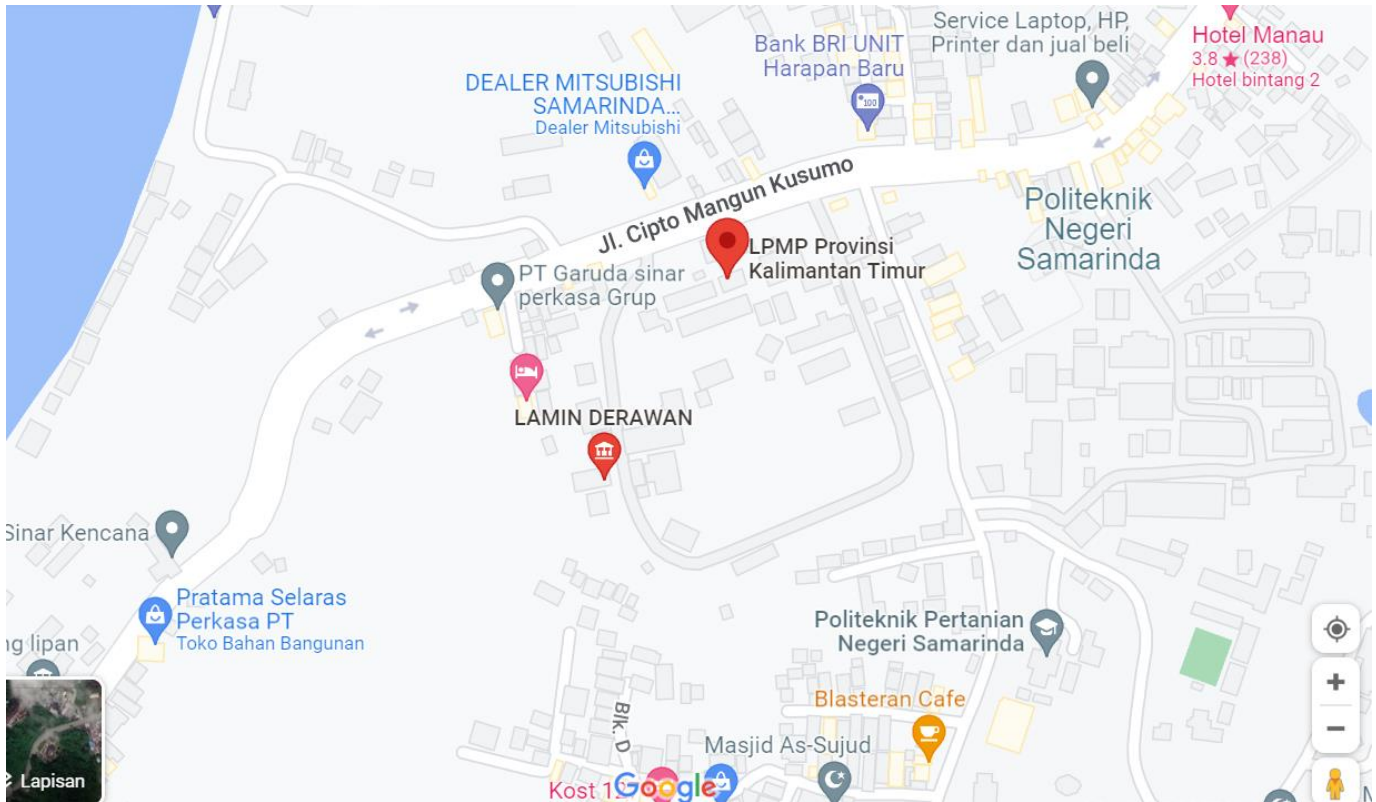 Service Laptop, HP,
Printer dan jual beli
Hotel Manau
3.8 ★ (238)
Hotel bintang 2
Bank BRI UNIT
Harapan Baru
DEALER MITSUBISHI
SAMARINDA...
Dealer Mitsubishi
100
Jl. Cipto Mangun Kusumo
Politeknik
Negeri
Samarinda
LPMP Provinsi
Kalimantan Timur
PT Garuda sinar
perkasa Grup
LAMIN DERAWAN
Sinar Kencana
Pratama Selaras
Perkasa PT
Toko Bahan Bangunan
Politeknik Pertanian
Negeri Samarinda
lipan
Blasteran Cafe
Blk. D
Masjid As-Sujud
Lapisan
Kost
Google